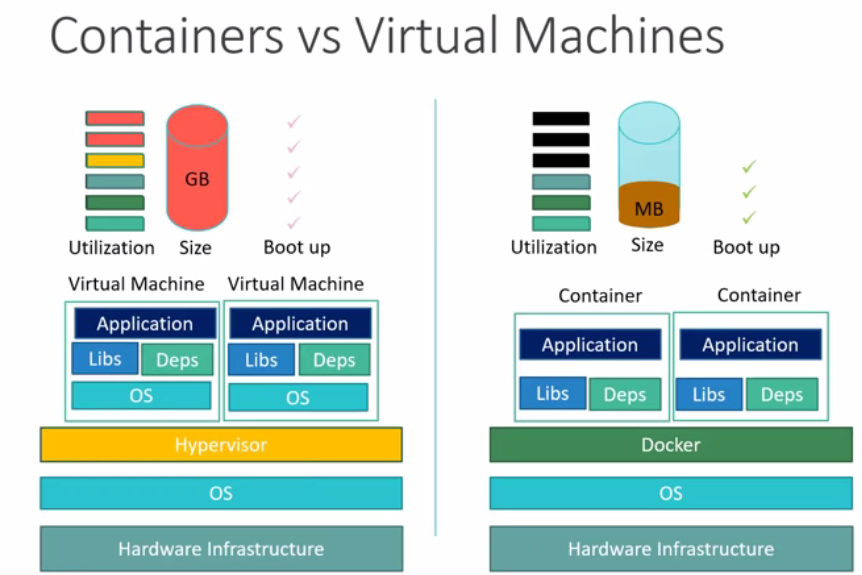 Containers vs Virtual Machines
GB
Utilization Size Boot up
Virtual Machine Virtual Machine
Application Application
Libs Deps Libs Deps
OS OS
Hypervisor
OS
Hardware Infrastructure
MB
Utilization Size Boot up
Container Container
Application Application
Libs Deps Libs Deps
Docker
OS
Hardware Infrastructure